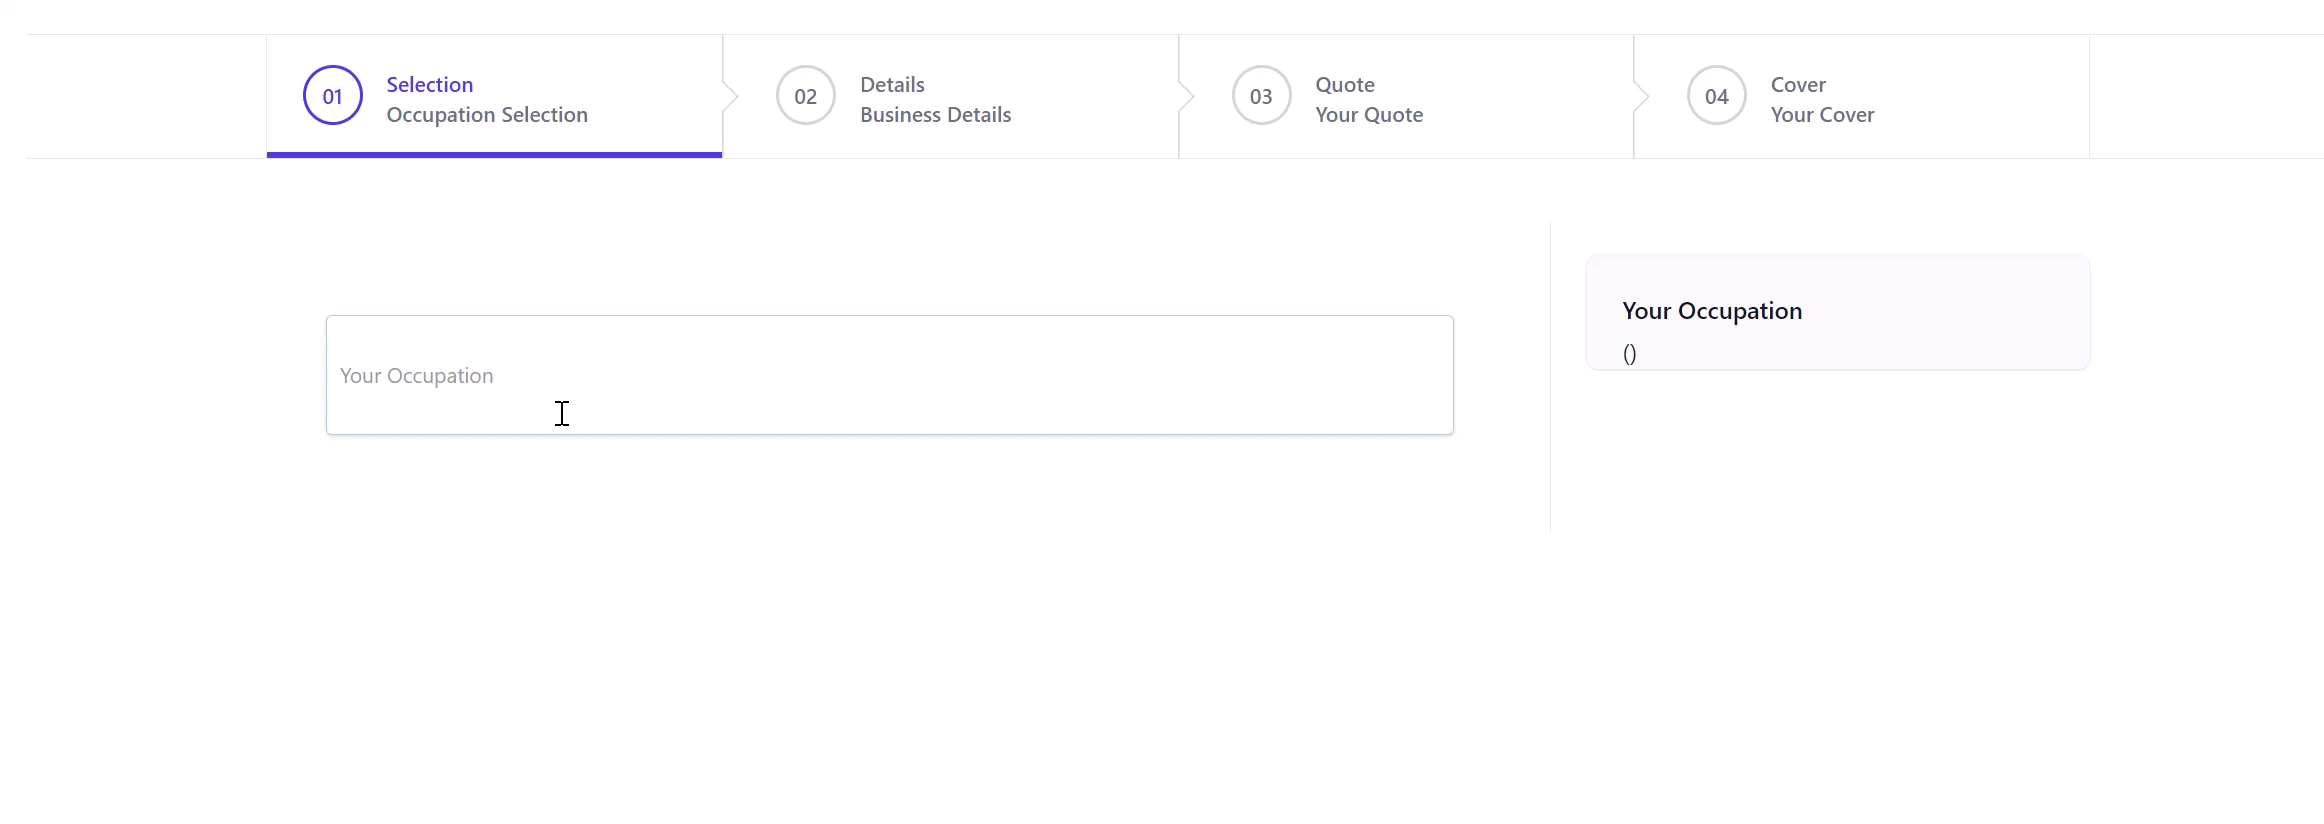 01
Selection
Occupation Selection
02
Details
Business Details
03
Quote
Your Quote
04
Cover
Your Cover
Your Occupation
Your Occupation
()